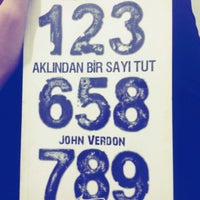 123
AKLINDAN BİR SAYI TUT
658
JOHN VERDON
789